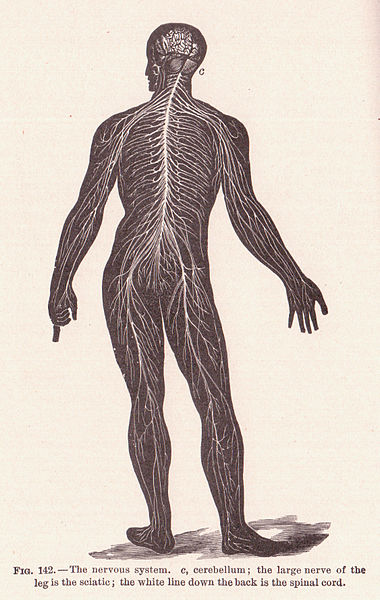 c
FIG. 142.—The nervous system. c, cerebellum; the large nerve of the
leg is the sciatic; the white line down the back is the spinal cord.